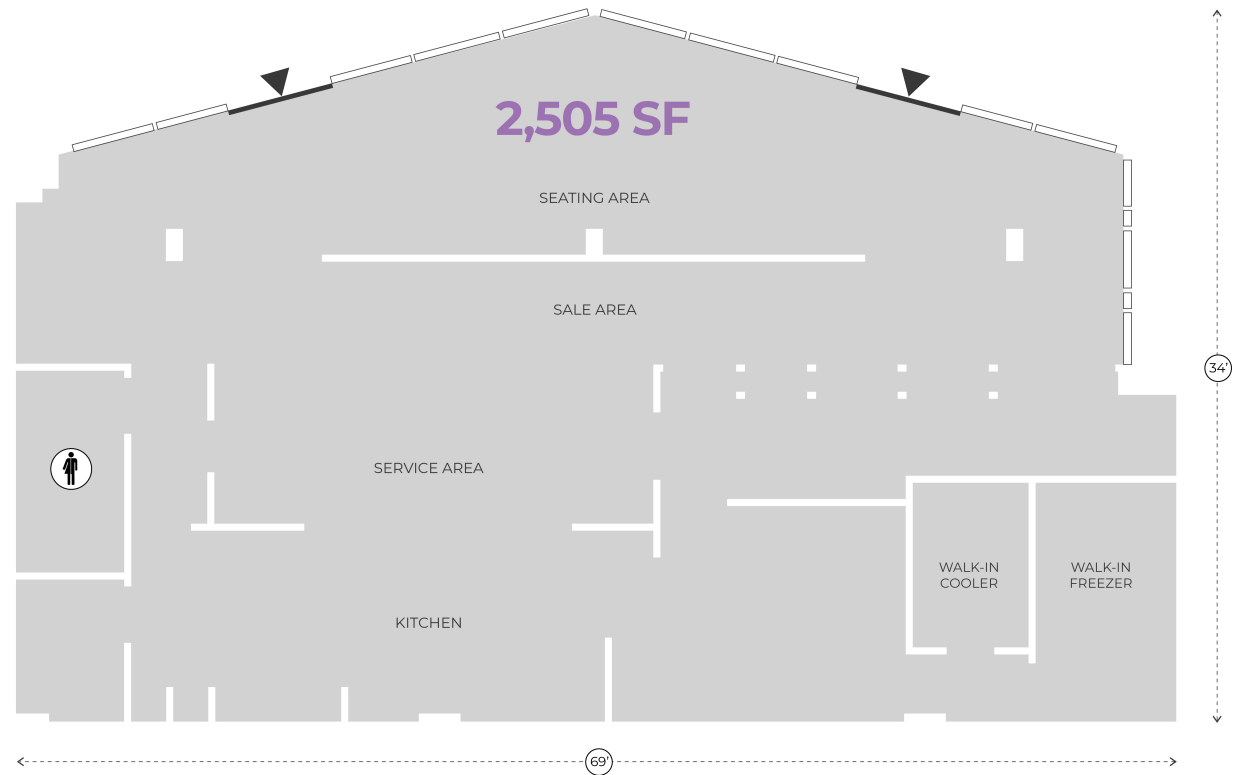 2,505 SF
SEATING AREA
SALE AREA
34’
SERVICE AREA
WALK-IN
COOLER
WALK-IN
FREEZER
KITCHEN
69’